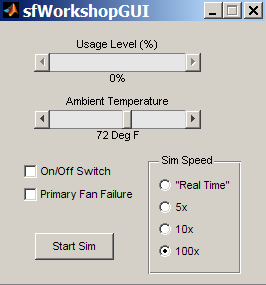 sfWorkshopGUI
Usage Level (%)
0%
Ambient Temperature
72 Deg F
On/Off Switch
Primary Fan Failure
Start Sim
Sim Speed
"Real Time"
5x
10x
100x